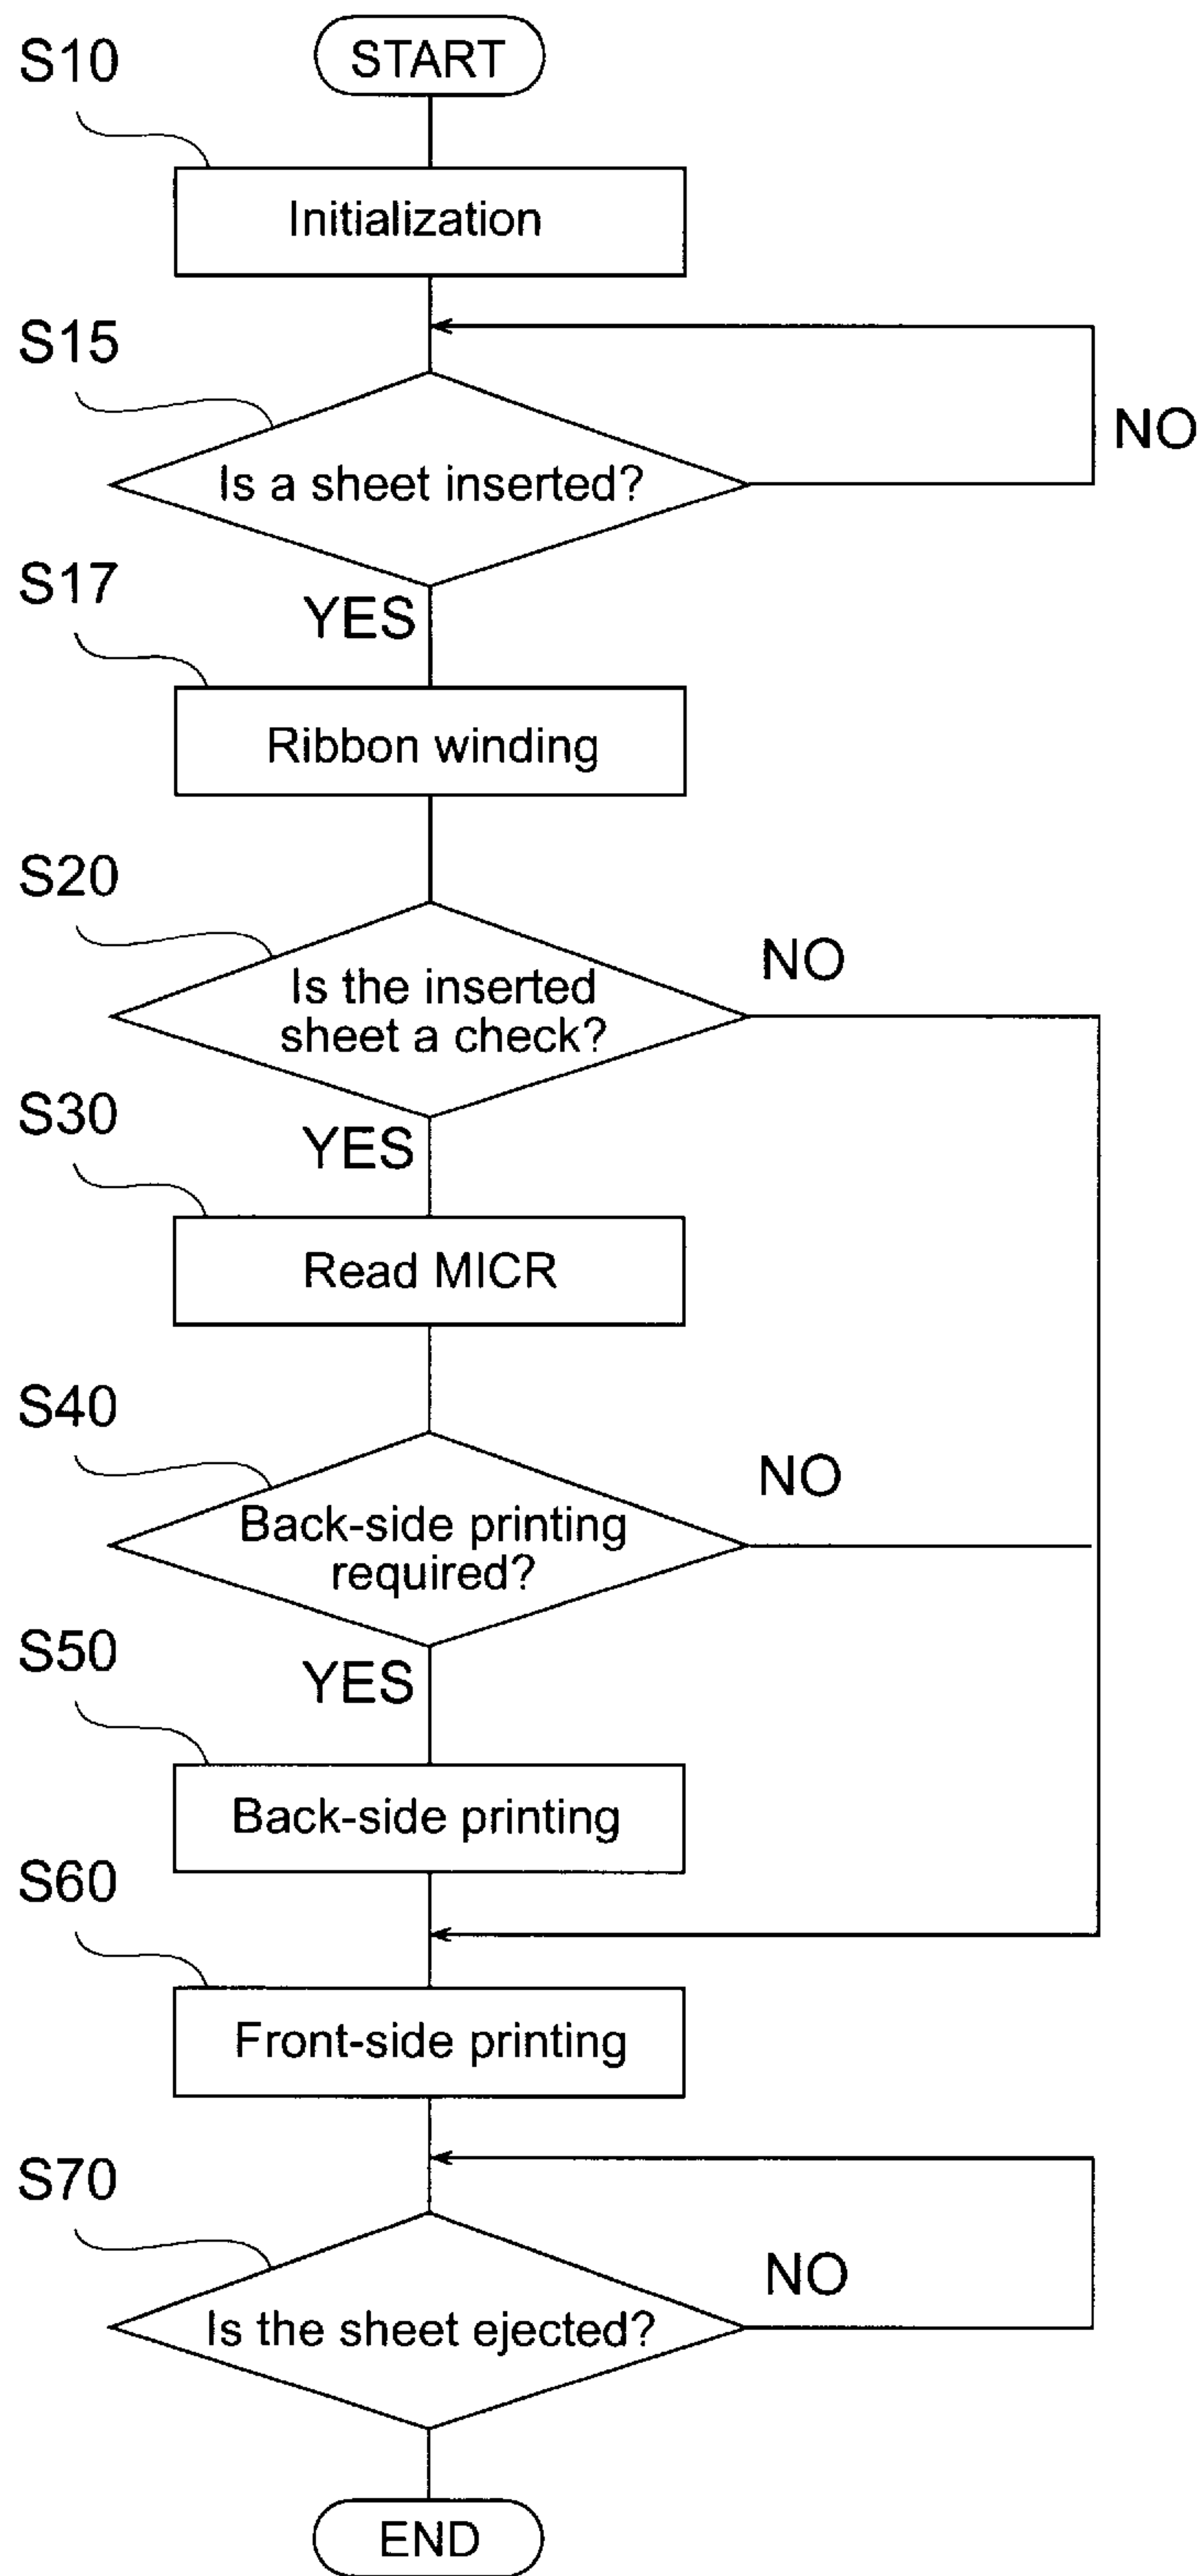 S10
START
Initialization
S15
NO
Is a sheet inserted?
S17
YES
Ribbon winding
S20
NO
Is the inserted
sheet a check?
S30
YES
Read MICR
S40
NO
Back-side printing
required?
S50
YES
Back-side printing
S60
Front-side printing
S70
NO
Is the sheet ejected?
END